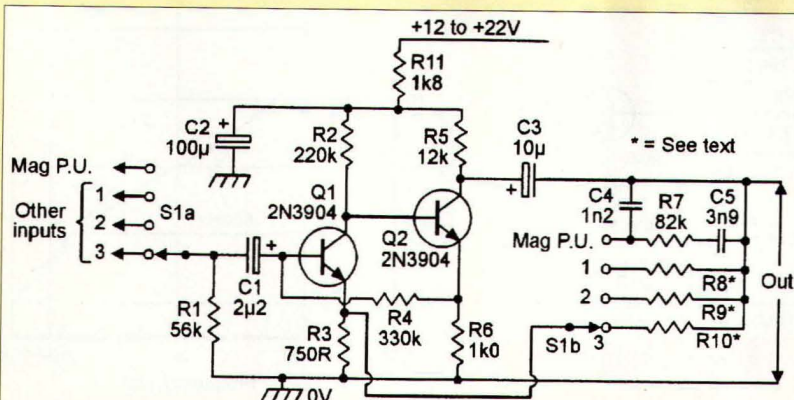 +12 to +22V
R11
1k8
C2
100µ
+
R2
220k
R5
12k
C3
10µ
+
* = See text
Mag P.U.
Other
inputs
1
2
3
S1a
Q1
2N3904
Q2
2N3904
C4
1n2
R7
82k
C5
3n9
Mag P.U.
1
2
3
R8*
R9*
R10*
Out
C1
2µ2
+
R1
56k
R3
750R
R4
330k
R6
1k0
S1b
0V